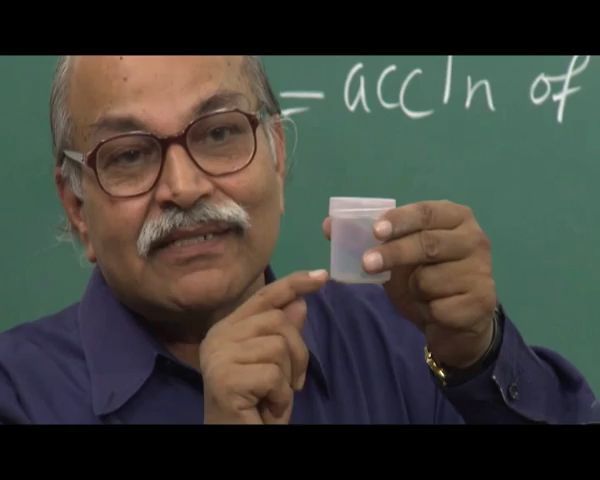 = accln of